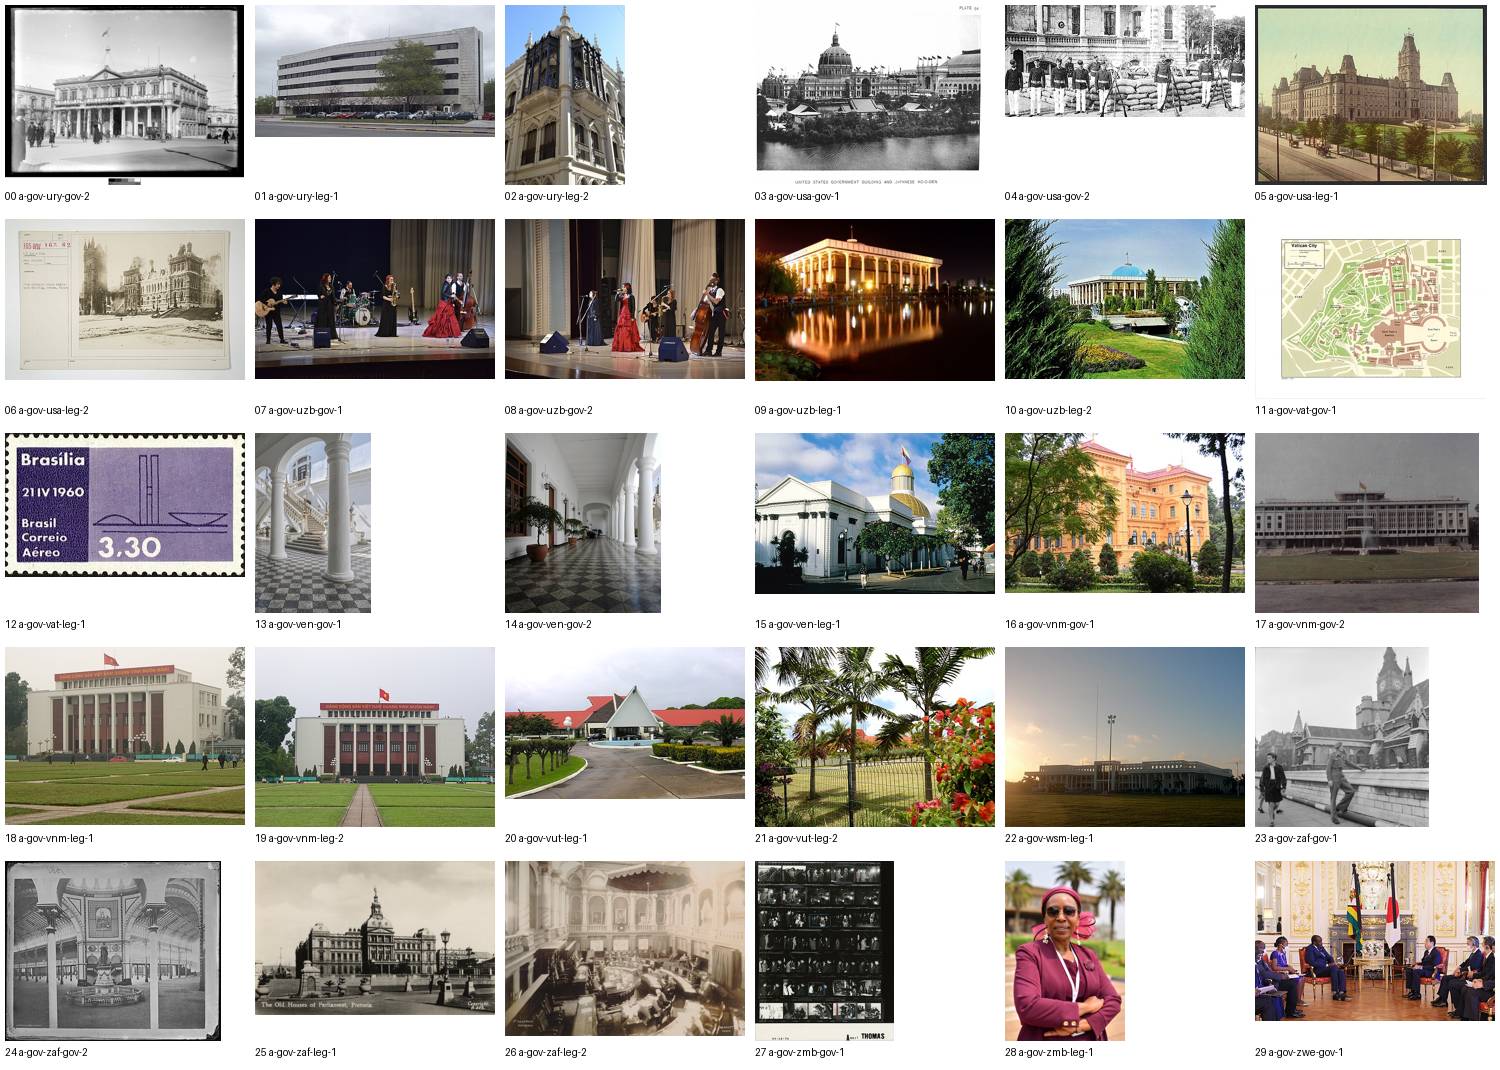 PLATE
UNITED STATES GOVERNMENT BUILDING AND JAPANESE HO-O-DEN
00 a-gov-ury-gov-2
01 a-gov-ury-leg-1
02 a-gov-ury-leg-2
03 a-gov-usa-gov-1
04 a-gov-usa-gov-2
05 a-gov-usa-leg-1
06 a-gov-usa-leg-2
07 a-gov-uzb-gov-1
08 a-gov-uzb-gov-2
09 a-gov-uzb-leg-1
10 a-gov-uzb-leg-2
Vatican City
11 a-gov-vat-gov-1
Brasília
21 IV 1960
Brasil
Correio
Aéreo
3,30
12 a-gov-vat-leg-1
13 a-gov-ven-gov-1
14 a-gov-ven-gov-2
15 a-gov-ven-leg-1
16 a-gov-vnm-gov-1
17 a-gov-vnm-gov-2
18 a-gov-vnm-leg-1
19 a-gov-vnm-leg-2
20 a-gov-vut-leg-1
21 a-gov-vut-leg-2
22 a-gov-wsm-leg-1
23 a-gov-zaf-gov-1
24 a-gov-zaf-gov-2
The Old Houses of Parliament, Pretoria
Copyright
25 a-gov-zaf-leg-1
26 a-gov-zaf-leg-2
THOMAS
27 a-gov-zmb-gov-1
28 a-gov-zmb-leg-1
29 a-gov-zwe-gov-1